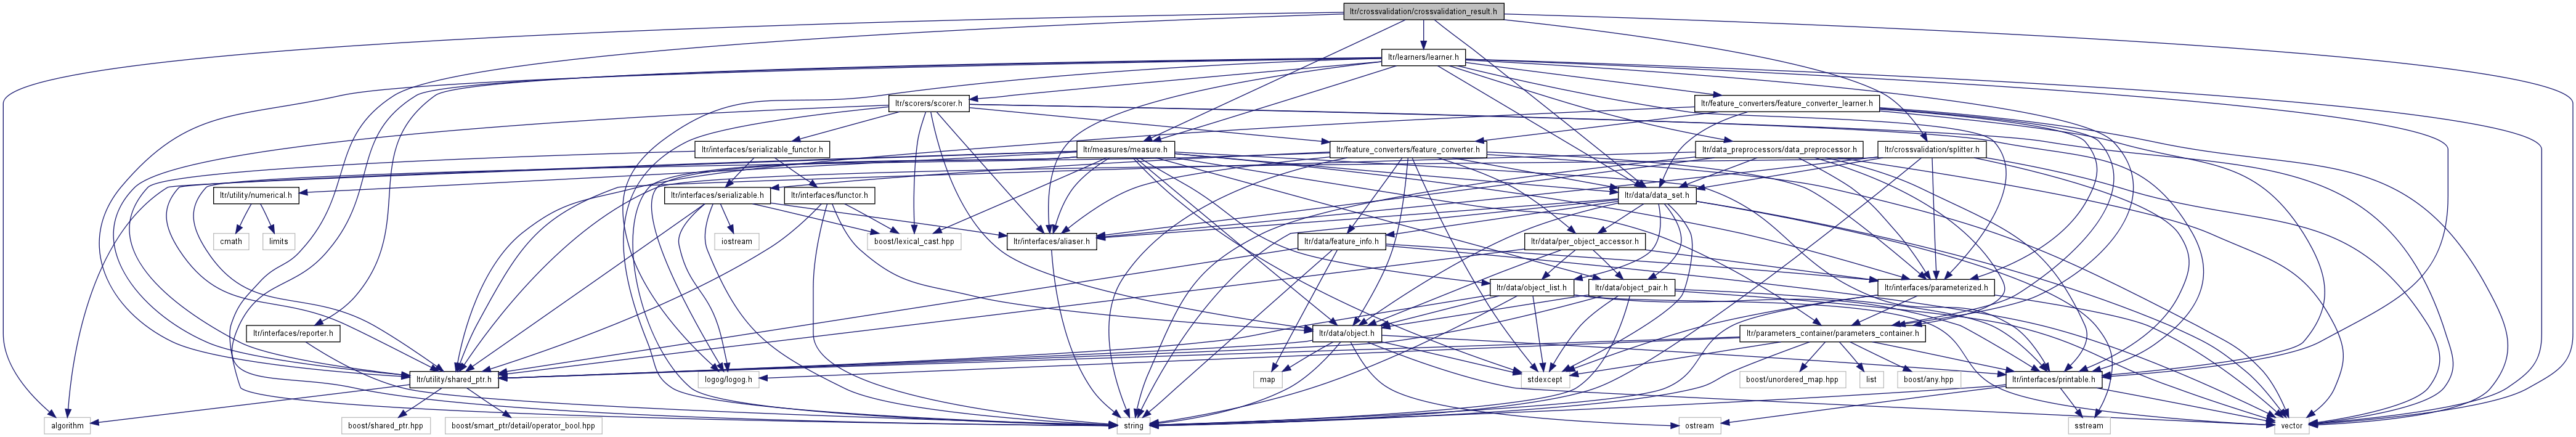 ltr/crossvalidation/crossvalidation_result.h
ltr/learners/learner.h
ltr/scorers/scorer.h
ltr/feature_converters/feature_converter_learner.h
ltr/interfaces/serializable_functor.h
ltr/measures/measure.h
ltr/feature_converters/feature_converter.h
ltr/data_preprocessors/data_preprocessor.h
ltr/crossvalidation/splitter.h
ltr/utility/numerical.h
ltr/interfaces/serializable.h
ltr/interfaces/functor.h
ltr/data/data_set.h
cmath
limits
iostream
boost/lexical_cast.hpp
ltr/interfaces/aliaser.h
ltr/data/feature_info.h
ltr/data/per_object_accessor.h
ltr/data/object_list.h
ltr/data/object_pair.h
ltr/interfaces/parameterized.h
ltr/interfaces/reporter.h
ltr/data/object.h
ltr/parameters_container/parameters_container.h
ltr/utility/shared_ptr.h
logog/logog.h
map
stdexcept
boost/unordered_map.hpp
list
boost/any.hpp
ltr/interfaces/printable.h
algorithm
boost/shared_ptr.hpp
boost/smart_ptr/detail/operator_bool.hpp
string
ostream
sstream
vector